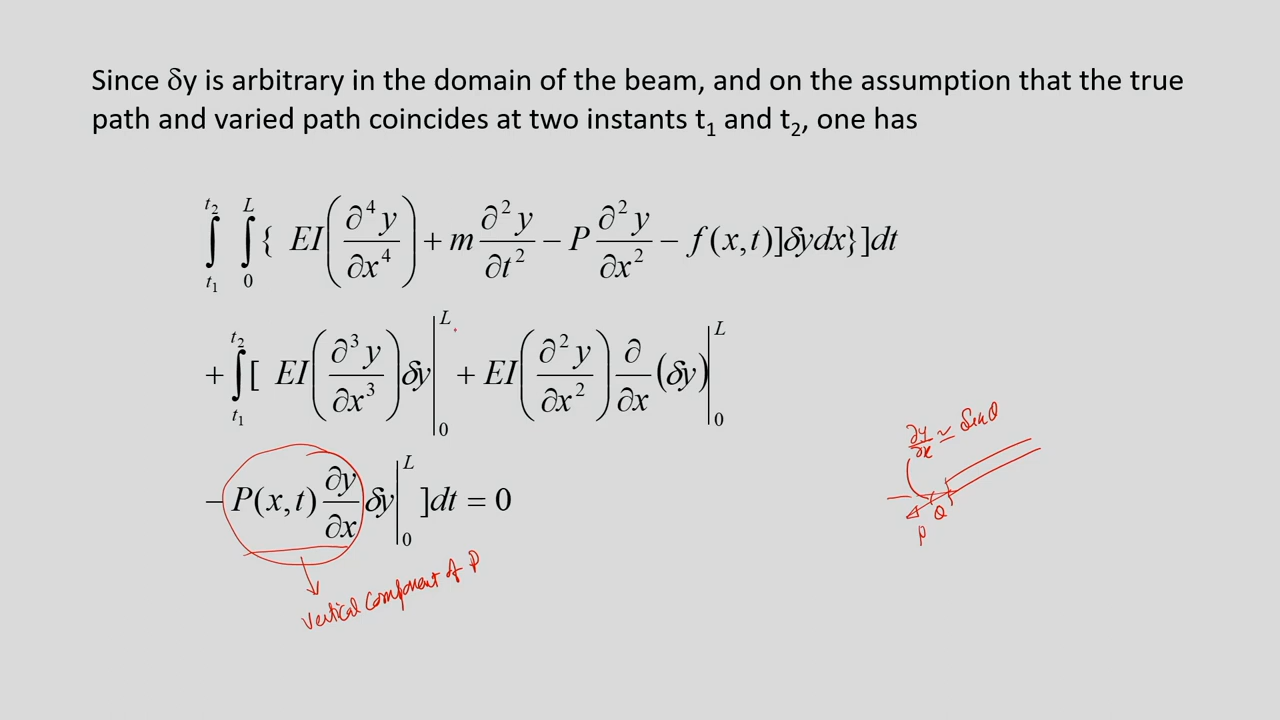 Since δy is arbitrary in the domain of the beam, and on the assumption that the true
path and varied path coincides at two instants t₁ and t₂, one has
∫_{t₁}^{t₂} ∫_0^L { EI(∂⁴y/∂x⁴) + m ∂²y/∂t² − P ∂²y/∂x² − f(x,t)]δydx}]dt
+ ∫_{t₁}^{t₂} [ EI(∂³y/∂x³)δy|_0^L + EI(∂²y/∂x²) ∂/∂x (δy)|_0^L
− P(x,t) ∂y/∂x δy|_0^L ]dt = 0
∂y/∂x ≃ Sinθ
θ
P
Vertical Component of P